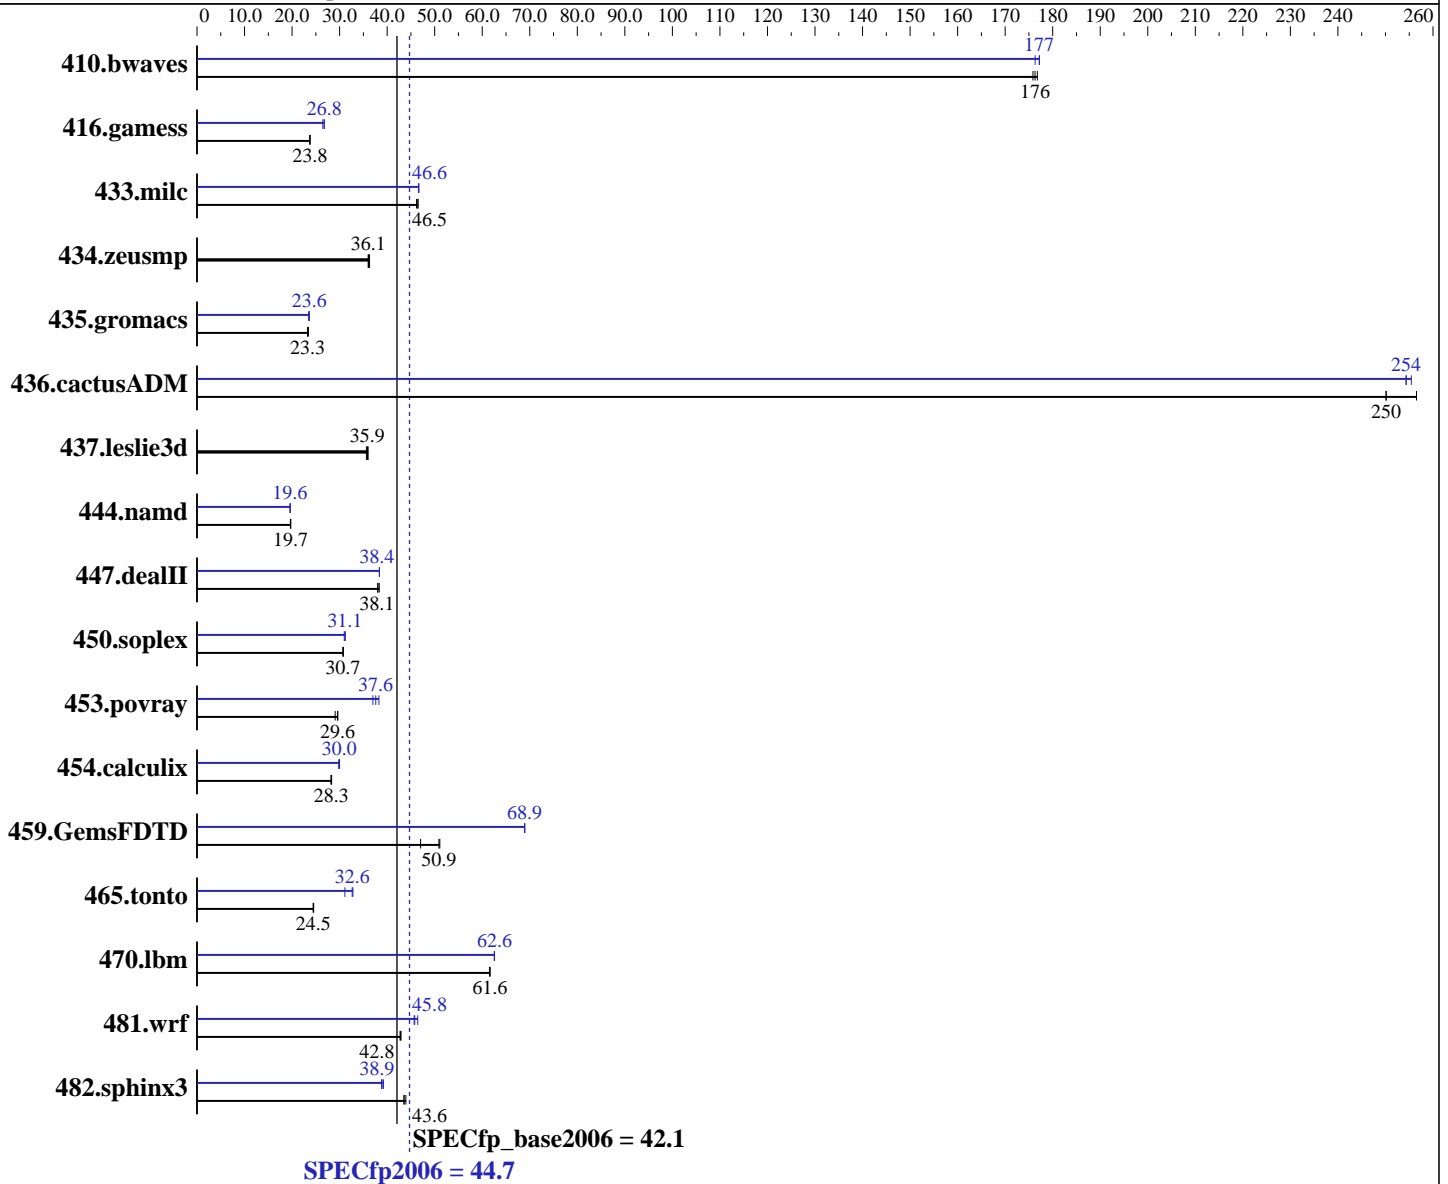 0 10.0 20.0 30.0 40.0 50.0 60.0 70.0 80.0 90.0 100 110 120 130 140 150 160 170 180 190 200 210 220 230 240 260
177
410.bwaves
176
26.8
416.gamess
23.8
46.6
433.milc
46.5
36.1
434.zeusmp
23.6
435.gromacs
23.3
254
436.cactusADM
250
35.9
437.leslie3d
19.6
444.namd
19.7
38.4
447.dealII
38.1
31.1
450.soplex
30.7
37.6
453.povray
29.6
30.0
454.calculix
28.3
68.9
459.GemsFDTD
50.9
32.6
465.tonto
24.5
62.6
470.lbm
61.6
45.8
481.wrf
42.8
38.9
482.sphinx3
43.6
SPECfp_base2006 = 42.1
SPECfp2006 = 44.7